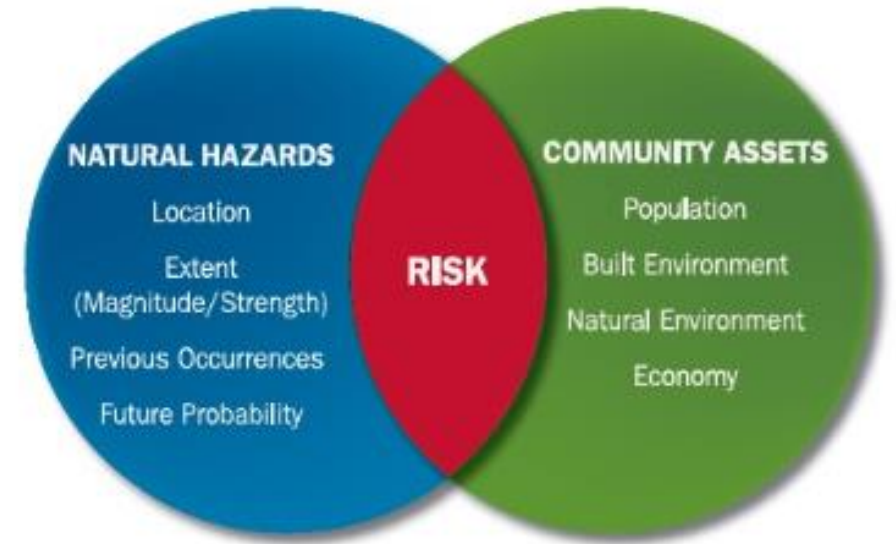 NATURAL HAZARDS
Location
Extent
(Magnitude/Strength)
Previous Occurrences
Future Probability
RISK
COMMUNITY ASSETS
Population
Built Environment
Natural Environment
Economy